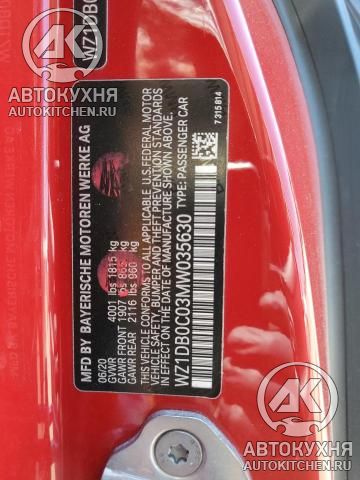 MFD BY BAYERISCHE MOTOREN WERKE AG
06/20
GVWR 4001 lbs 1815 kg
GAWR FRONT 1907 lbs 865 kg
GAWR REAR 2116 lbs 960 kg
THIS CAR CONFORMS TO ALL APPLICABLE U.S. FEDERAL MOTOR
VEHICLE SAFETY, BUMPER AND THEFT PREVENTION STANDARDS
IN EFFECT ON THE DATE OF MANUFACTURE SHOWN ABOVE.
WZ1DB0C03MW035630 TYPE: PASSENGER CAR
7315814
WZ1DB0C
АВТОКУХНЯ
AUTOKITCHEN.RU
АВТОКУХНЯ
AUTOKITCHEN.RU